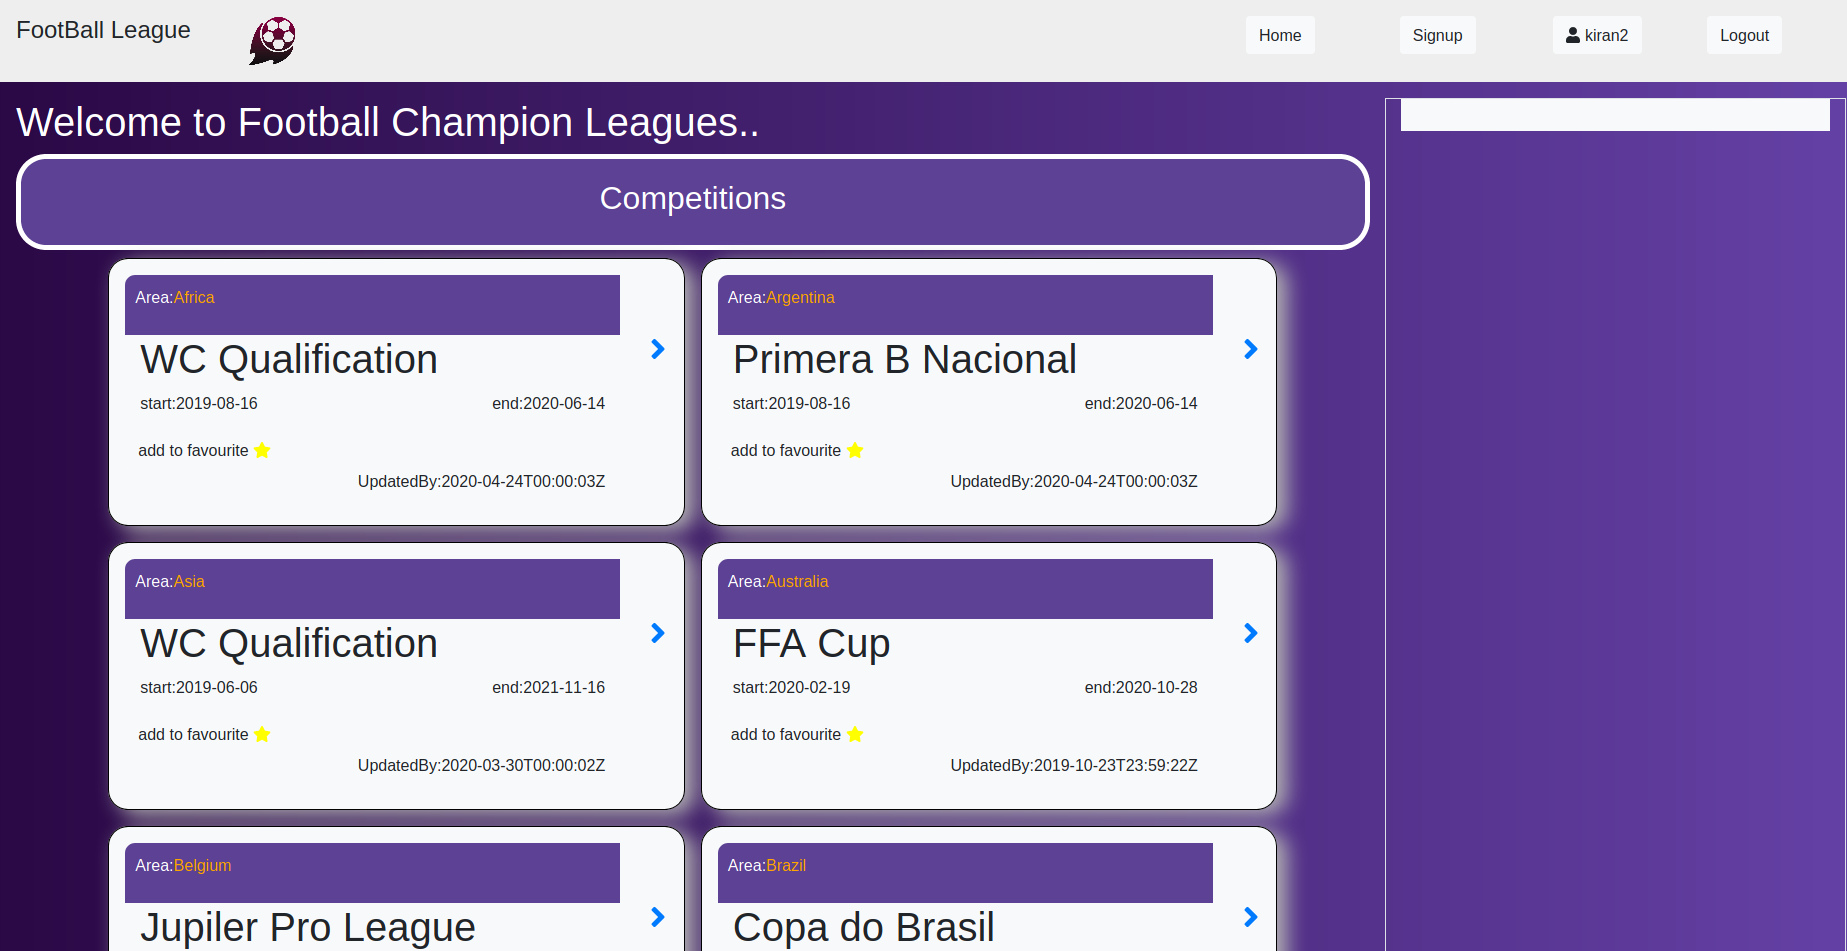 FootBall League
Home
Signup
kiran2
Logout
Welcome to Football Champion Leagues..
Competitions
Area:Africa
WC Qualification
start:2019-08-16
end:2020-06-14
add to favourite
UpdatedBy:2020-04-24T00:00:03Z
Area:Argentina
Primera B Nacional
start:2019-08-16
end:2020-06-14
add to favourite
UpdatedBy:2020-04-24T00:00:03Z
Area:Asia
WC Qualification
start:2019-06-06
end:2021-11-16
add to favourite
UpdatedBy:2020-03-30T00:00:02Z
Area:Australia
FFA Cup
start:2020-02-19
end:2020-10-28
add to favourite
UpdatedBy:2019-10-23T23:59:22Z
Area:Belgium
Jupiler Pro League
Area:Brazil
Copa do Brasil